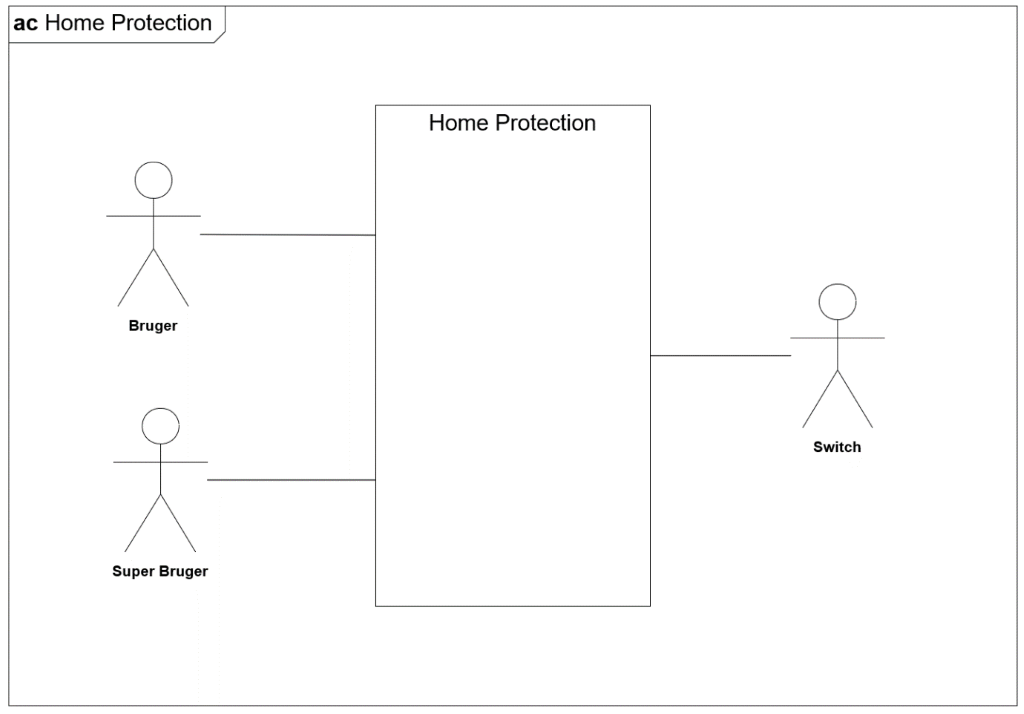 ac Home Protection
Home Protection
Bruger
Switch
Super Bruger